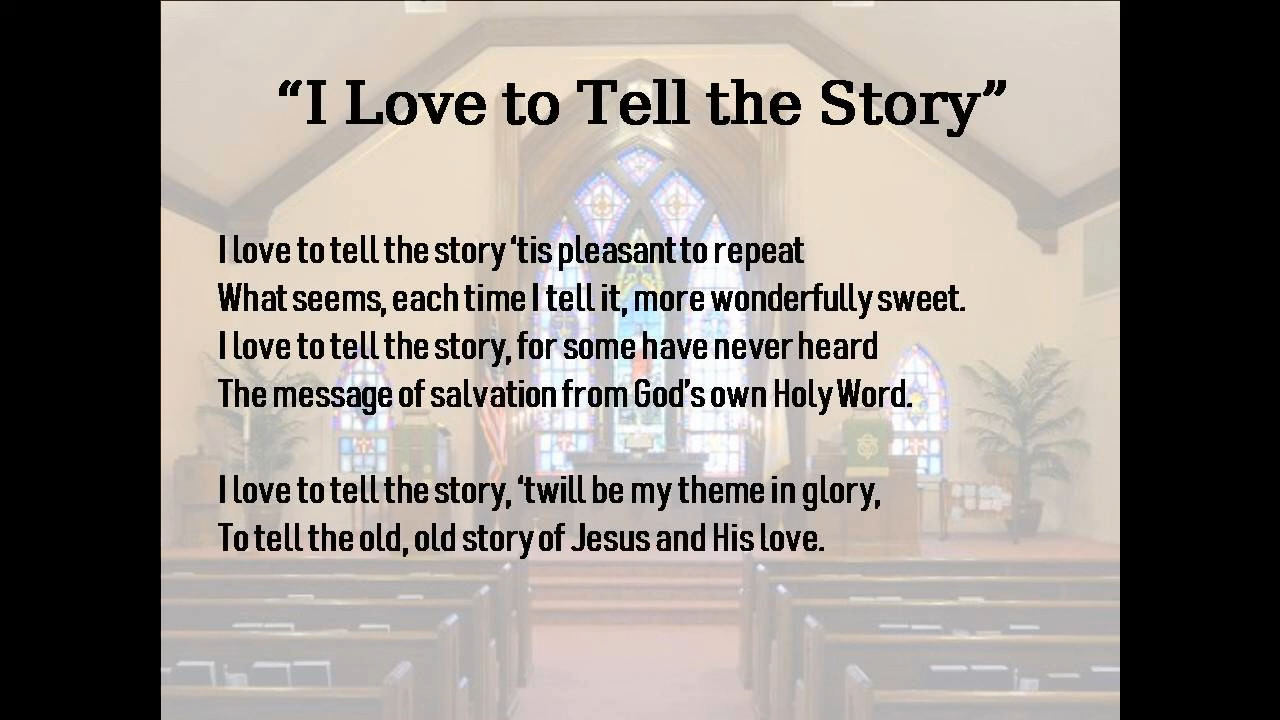 “I Love to Tell the Story”
I love to tell the story ‘tis pleasant to repeat
What seems, each time I tell it, more wonderfully sweet.
I love to tell the story, for some have never heard
The message of salvation from God’s own Holy Word.
I love to tell the story, ‘twill be my theme in glory,
To tell the old, old story of Jesus and His love.